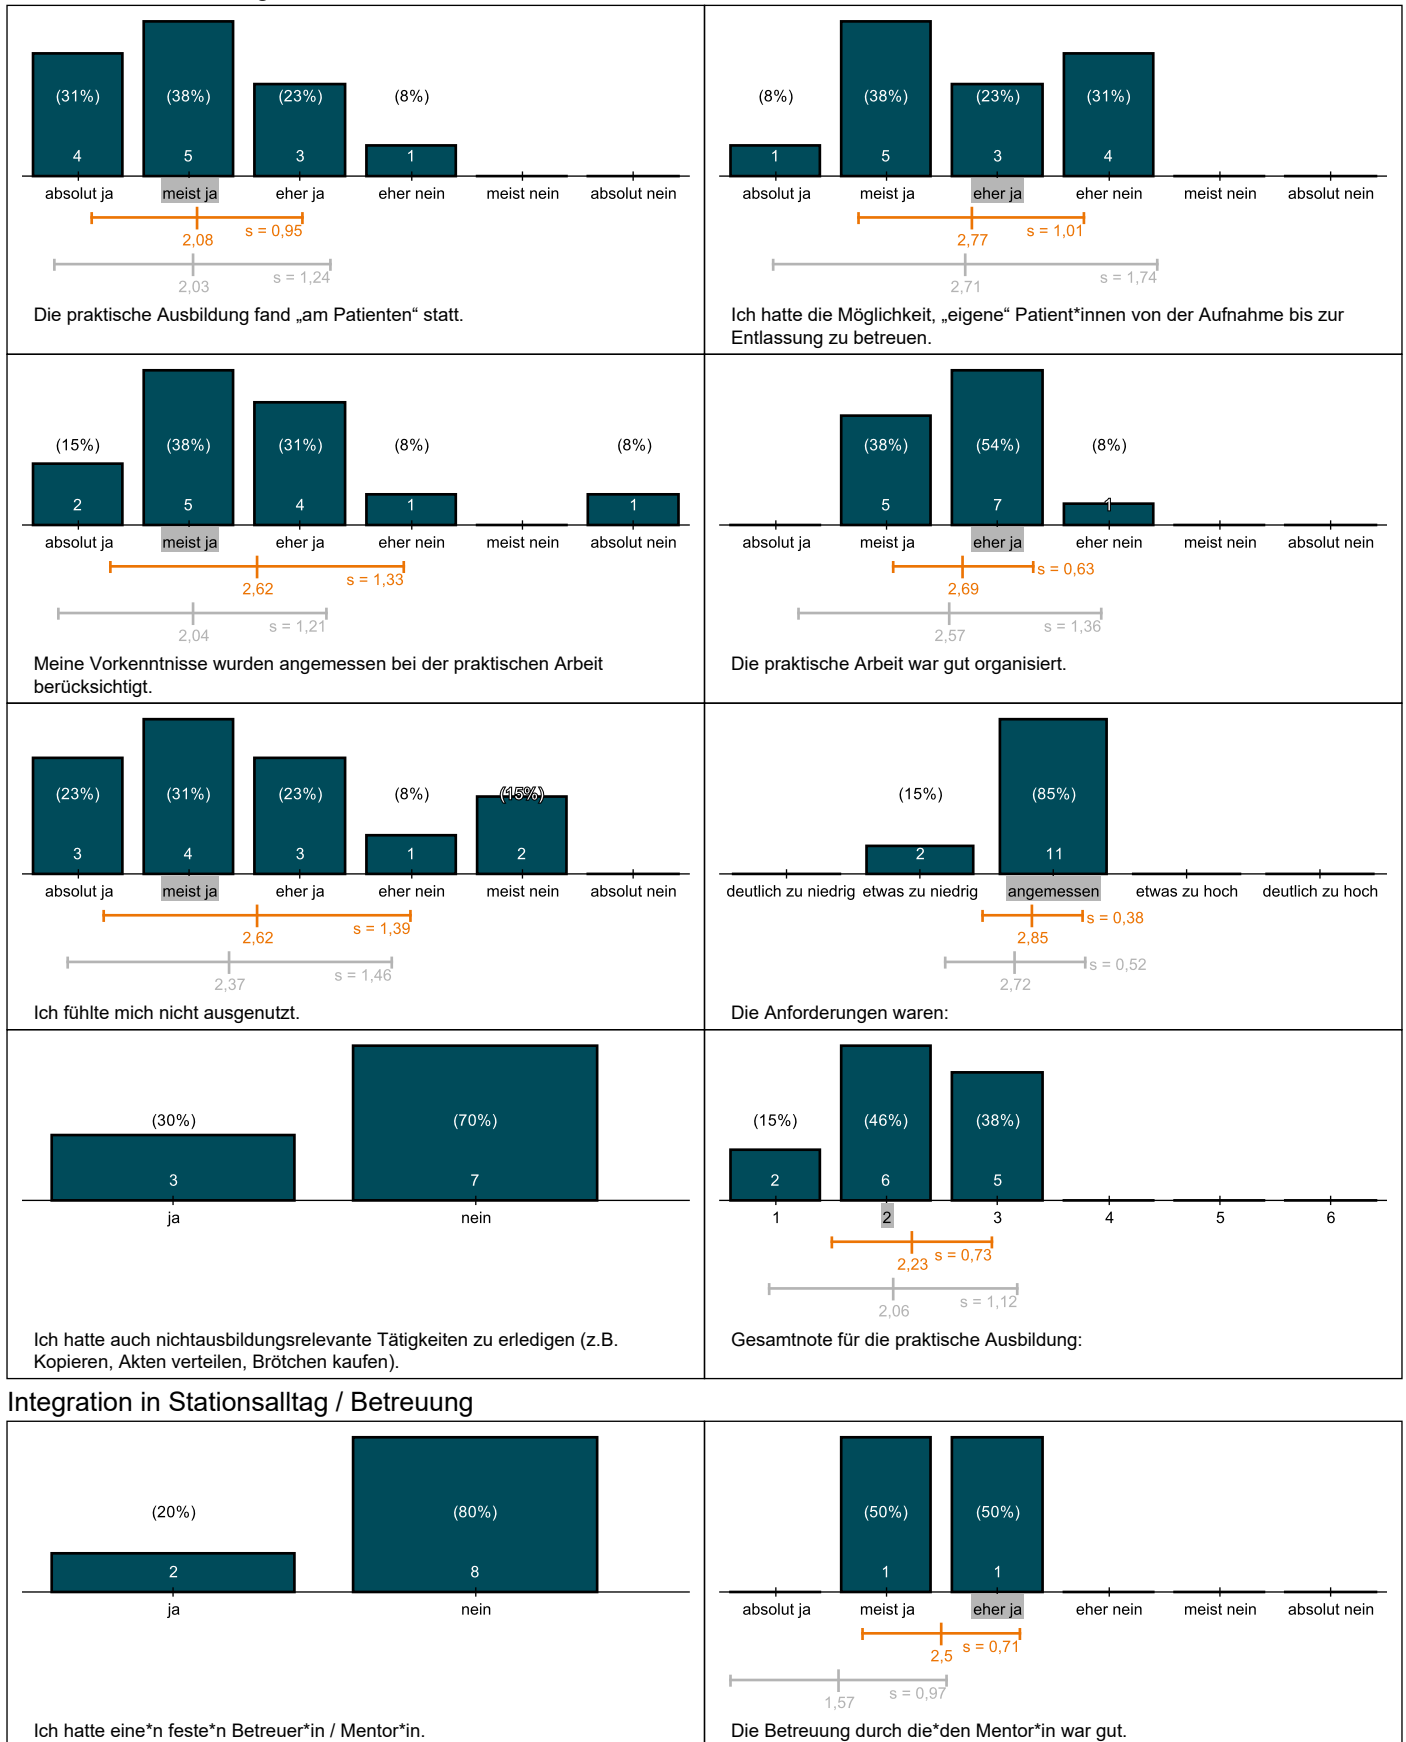 (31%) (38%) (23%) (8%)
4 5 3 1
absolut ja meist ja eher ja eher nein meist nein absolut nein
s = 0,95
2,08
s = 1,24
2,03
Die praktische Ausbildung fand „am Patienten“ statt.
(8%) (38%) (23%) (31%)
1 5 3 4
absolut ja meist ja eher ja eher nein meist nein absolut nein
s = 1,01
2,77
s = 1,74
2,71
Ich hatte die Möglichkeit, „eigene“ Patient*innen von der Aufnahme bis zur
Entlassung zu betreuen.
(15%) (38%) (31%) (8%) (8%)
2 5 4 1 1
absolut ja meist ja eher ja eher nein meist nein absolut nein
s = 1,33
2,62
s = 1,21
2,04
Meine Vorkenntnisse wurden angemessen bei der praktischen Arbeit
berücksichtigt.
(38%) (54%) (8%)
5 7 1
absolut ja meist ja eher ja eher nein meist nein absolut nein
s = 0,63
2,69
s = 1,36
2,57
Die praktische Arbeit war gut organisiert.
(23%) (31%) (23%) (8%) (15%)
3 4 3 1 2
absolut ja meist ja eher ja eher nein meist nein absolut nein
s = 1,39
2,62
s = 1,46
2,37
Ich fühlte mich nicht ausgenutzt.
(15%) (85%)
2 11
deutlich zu niedrig etwas zu niedrig angemessen etwas zu hoch deutlich zu hoch
s = 0,38
2,85
s = 0,52
2,72
Die Anforderungen waren:
(30%) (70%)
3 7
ja nein
Ich hatte auch nichtausbildungsrelevante Tätigkeiten zu erledigen (z.B.
Kopieren, Akten verteilen, Brötchen kaufen).
(15%) (46%) (38%)
2 6 5
1 2 3 4 5 6
s = 0,73
2,23
s = 1,12
2,06
Gesamtnote für die praktische Ausbildung:
Integration in Stationsalltag / Betreuung
(20%) (80%)
2 8
ja nein
Ich hatte eine*n feste*n Betreuer*in / Mentor*in.
(50%) (50%)
1 1
absolut ja meist ja eher ja eher nein meist nein absolut nein
s = 0,71
2,5
s = 0,97
1,57
Die Betreuung durch die*den Mentor*in war gut.